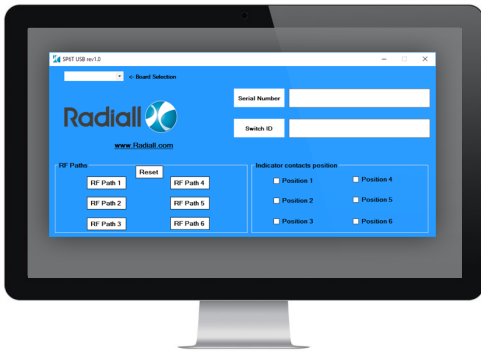 SP6T USB rev1.0
<- Board Selection
Serial Number
Radiall
Switch ID
www.Radiall.com
RF Paths
Reset
RF Path 1
RF Path 4
RF Path 2
RF Path 5
RF Path 3
RF Path 6
Indicator contacts position
Position 1
Position 4
Position 2
Position 5
Position 3
Position 6